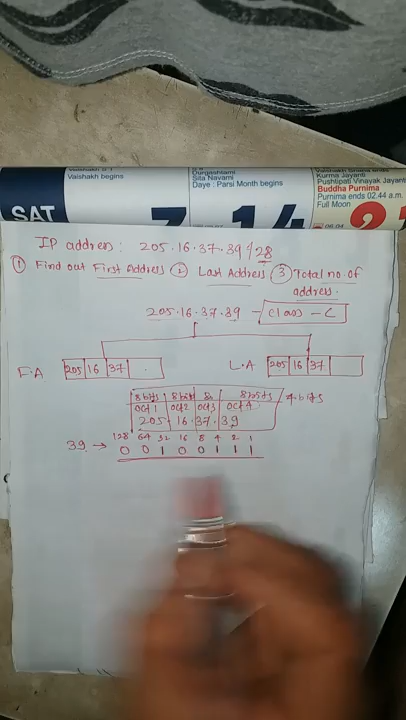 Vaishakh begins
SAT
Durgashtami
Sita Navami
Daye : Parsi Month begins
14
Kurma Jayanti
Pushtipati Vinayak Jayanti
Buddha Purnima
Purnima ends 02.44 a.m.
Full Moon
IP address : 205.16.37.39/28
① Find out First Address ② Last Address ③ Total no of
address.
205.16.37.39 - Class - C
F.A 205 16 37 .
L.A 205 16 37
8 bits 8 bits 8 8 bits 4 bits
Oct 1 Oct 2 Oct 3 Oct 4
205. 16. 37. 39
128 64 32 16 8 4 2 1
39 → 0 0 1 0 0 1 1 1